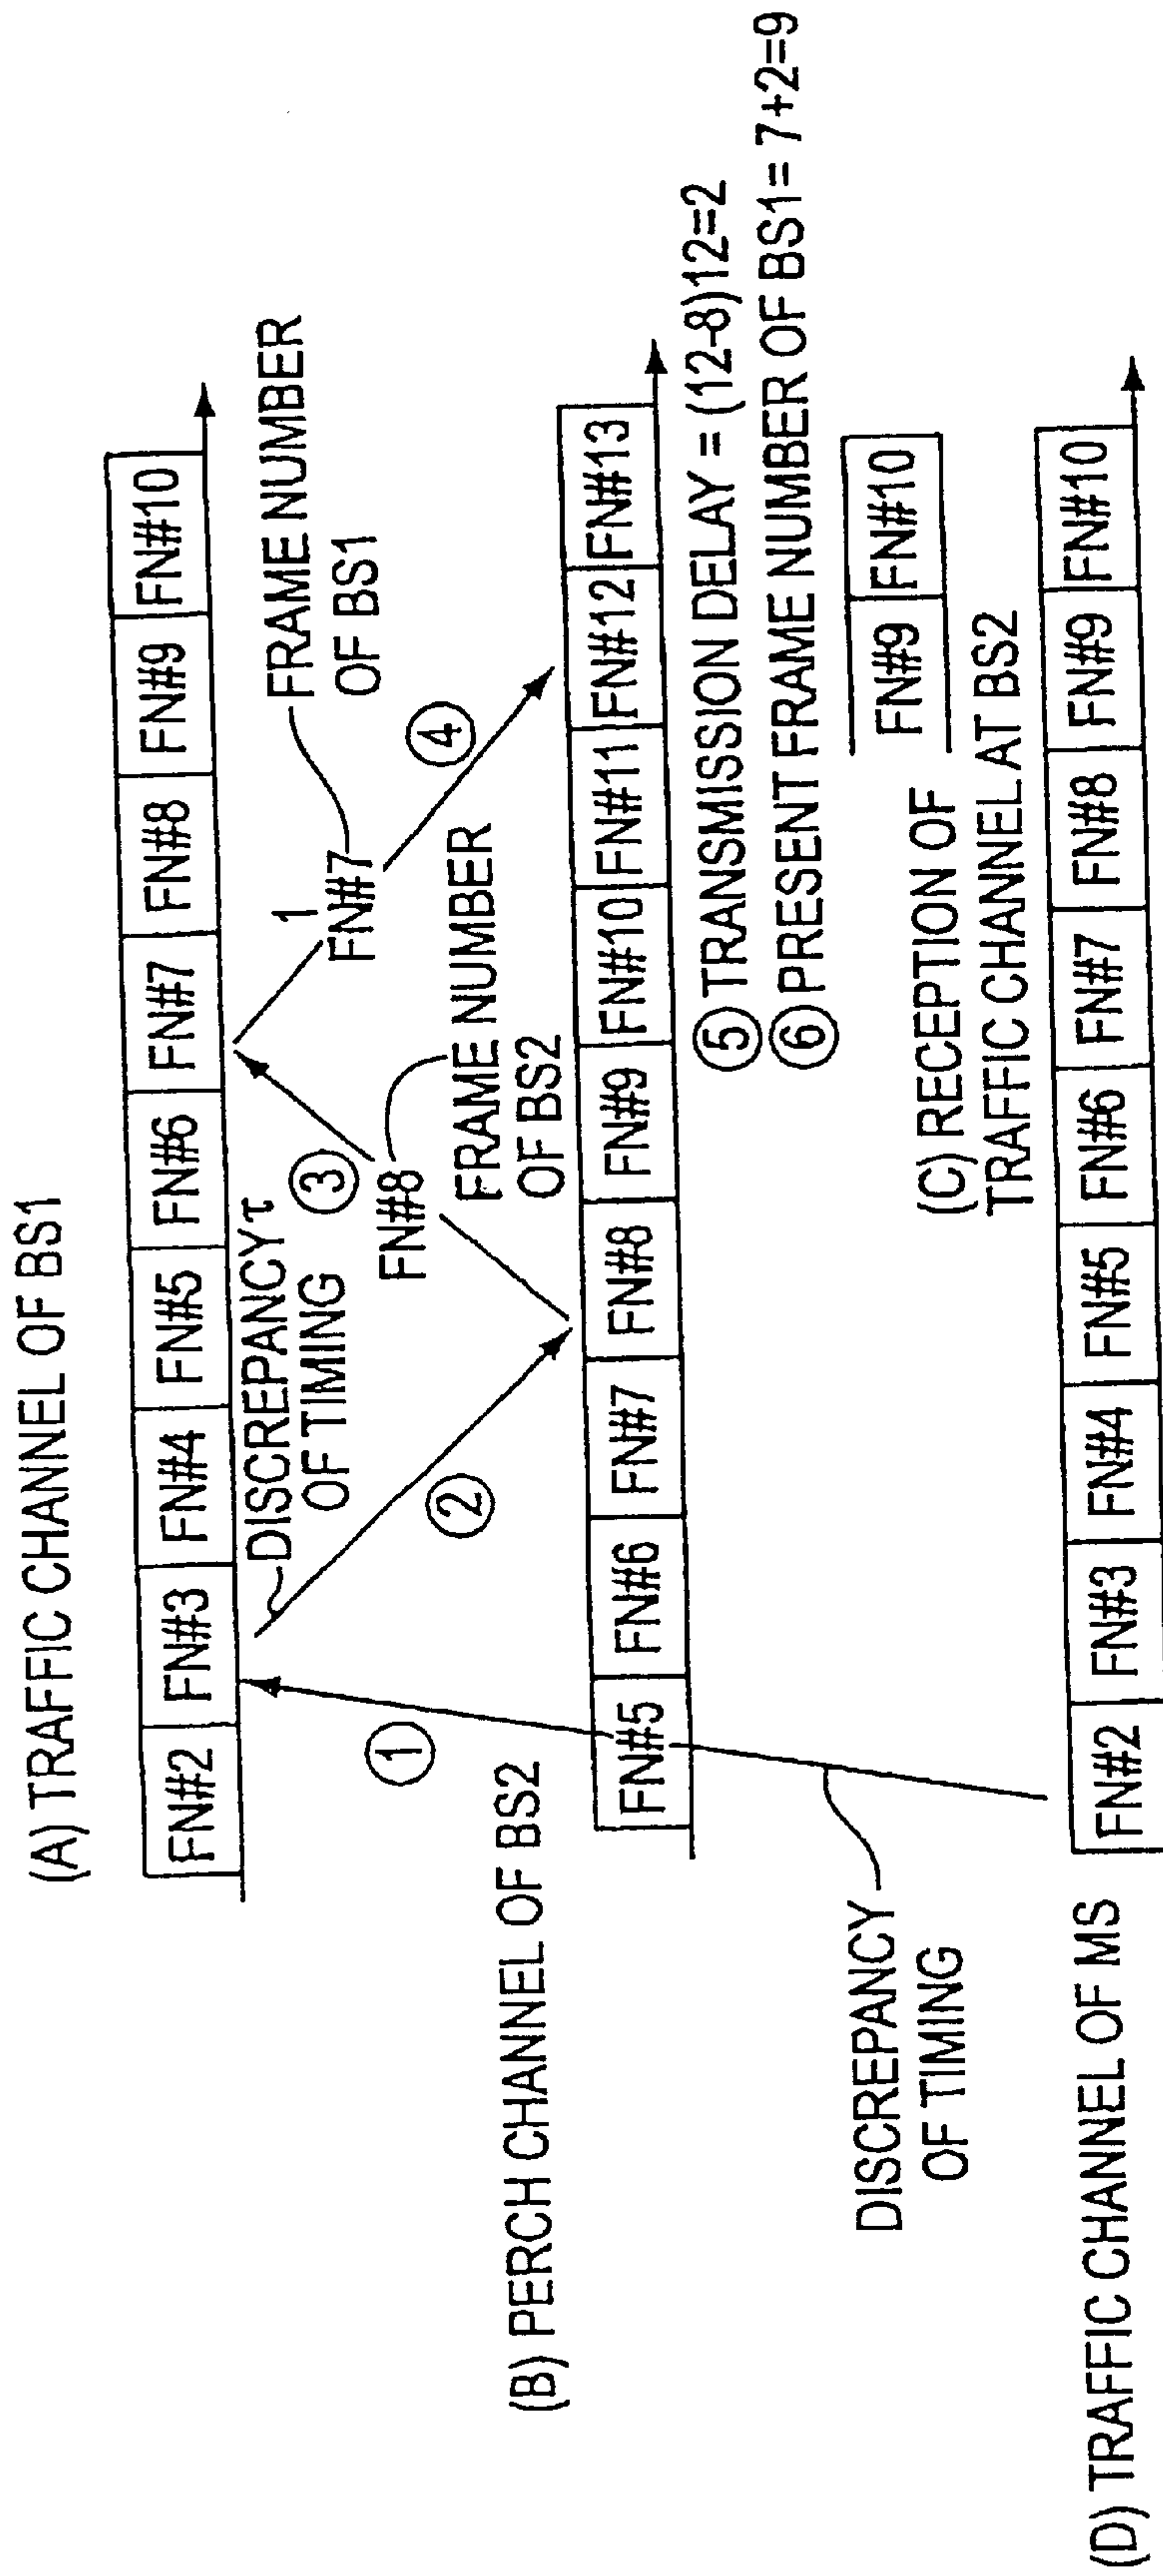 (A) TRAFFIC CHANNEL OF BS1
FN#2 FN#3 FN#4 FN#5 FN#6 FN#7 FN#8 FN#9 FN#10
DISCREPANCY τ
OF TIMING
FRAME NUMBER
OF BS1
1
FN#7
① ② ③ ④
FN#8
FRAME NUMBER
OF BS2
(B) PERCH CHANNEL OF BS2
FN#5 FN#6 FN#7 FN#8 FN#9 FN#10 FN#11 FN#12 FN#13
⑤ TRANSMISSION DELAY = (12-8)12=2
⑥ PRESENT FRAME NUMBER OF BS1= 7+2=9
DISCREPANCY
OF TIMING
FN#9 FN#10
(C) RECEPTION OF
TRAFFIC CHANNEL AT BS2
(D) TRAFFIC CHANNEL OF MS
FN#2 FN#3 FN#4 FN#5 FN#6 FN#7 FN#8 FN#9 FN#10